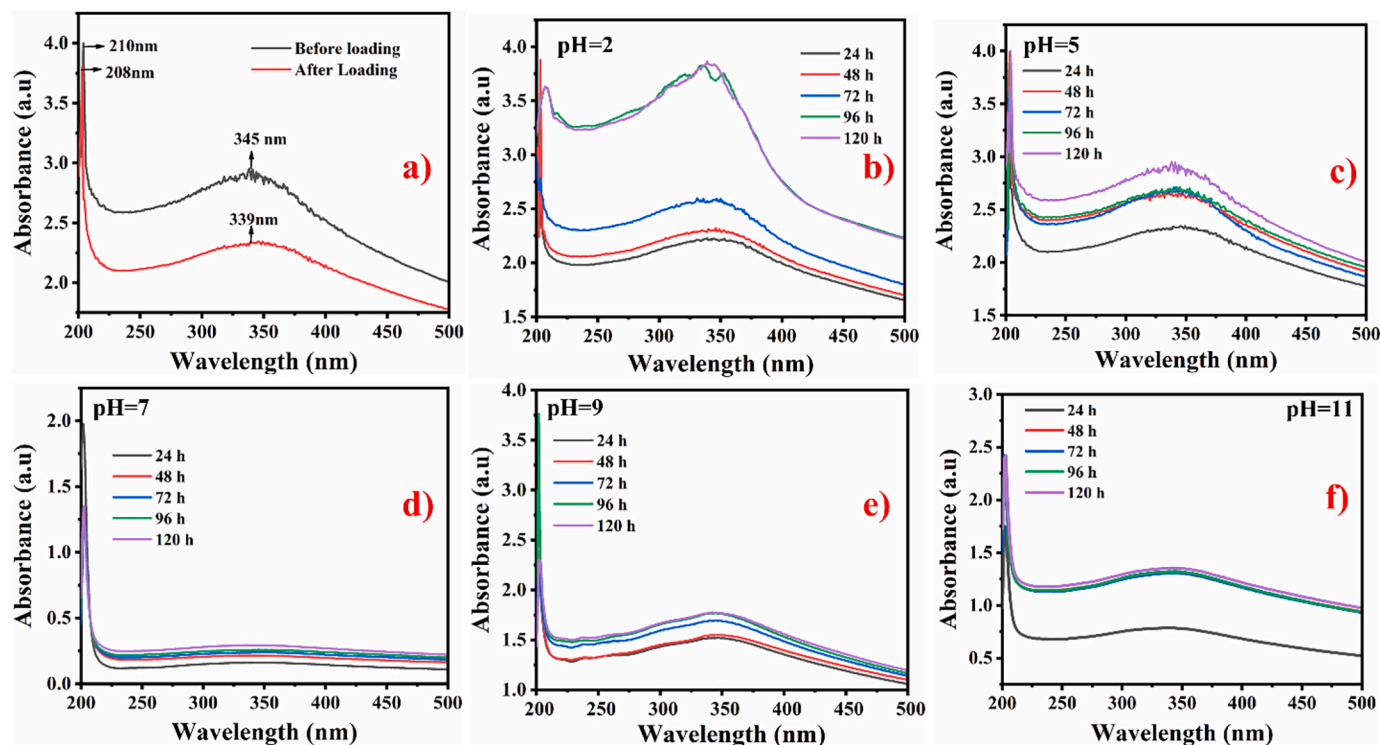 4.0
3.5
3.0
2.5
2.0
Absorbance (a.u)
210nm
208nm
Before loading
After Loading
345 nm
339nm
a)
200 250 300 350 400 450 500
Wavelength (nm)
4.0
3.5
3.0
2.5
2.0
1.5
Absorbance (a.u)
pH=2
24 h
48 h
72 h
96 h
120 h
b)
200 250 300 350 400 450 500
Wavelength (nm)
4.0
3.5
3.0
2.5
2.0
1.5
Absorbance (a.u)
pH=5
24 h
48 h
72 h
96 h
120 h
c)
200 250 300 350 400 450 500
Wavelength (nm)
2.0
1.5
1.0
0.5
0.0
Absorbance (a.u)
pH=7
24 h
48 h
72 h
96 h
120 h
d)
200 250 300 350 400 450 500
Wavelength (nm)
4.0
3.5
3.0
2.5
2.0
1.5
1.0
Absorbance (a.u)
pH=9
24 h
48 h
72 h
96 h
120 h
e)
200 250 300 350 400 450 500
Wavelength (nm)
3.0
2.5
2.0
1.5
1.0
0.5
Absorbance (a.u)
pH=11
24 h
48 h
72 h
96 h
120 h
f)
200 250 300 350 400 450 500
Wavelength (nm)